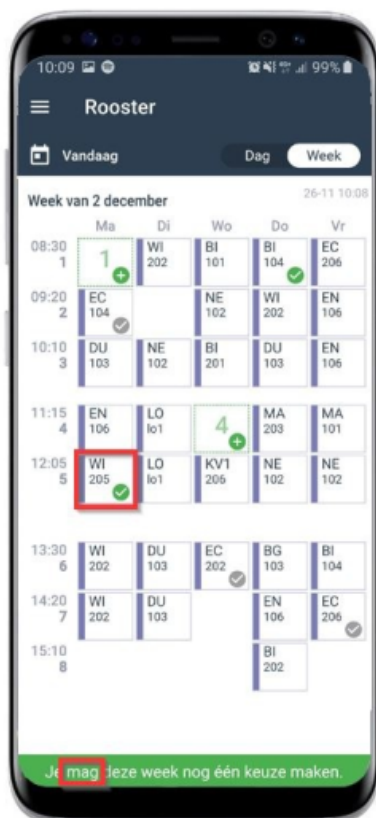 10:09 99%
Rooster
Vandaag Dag Week
Week van 2 december 26-11 10:08
Ma Di Wo Do Vr
08:30 1 WI BI BI EC
1 202 101 104 206
09:20 EC NE WI EN
2 104 102 202 106
10:10 DU NE BI DU EN
3 103 102 201 103 106
11:15 EN LO 4 MA MA
4 106 lo1 203 101
12:05 WI LO KV1 NE NE
5 205 lo1 206 102 102
13:30 WI DU EC BG BI
6 202 103 202 103 104
14:20 WI DU EN EC
7 202 103 106 206
15:10 BI
8 202
Je mag deze week nog één keuze maken.